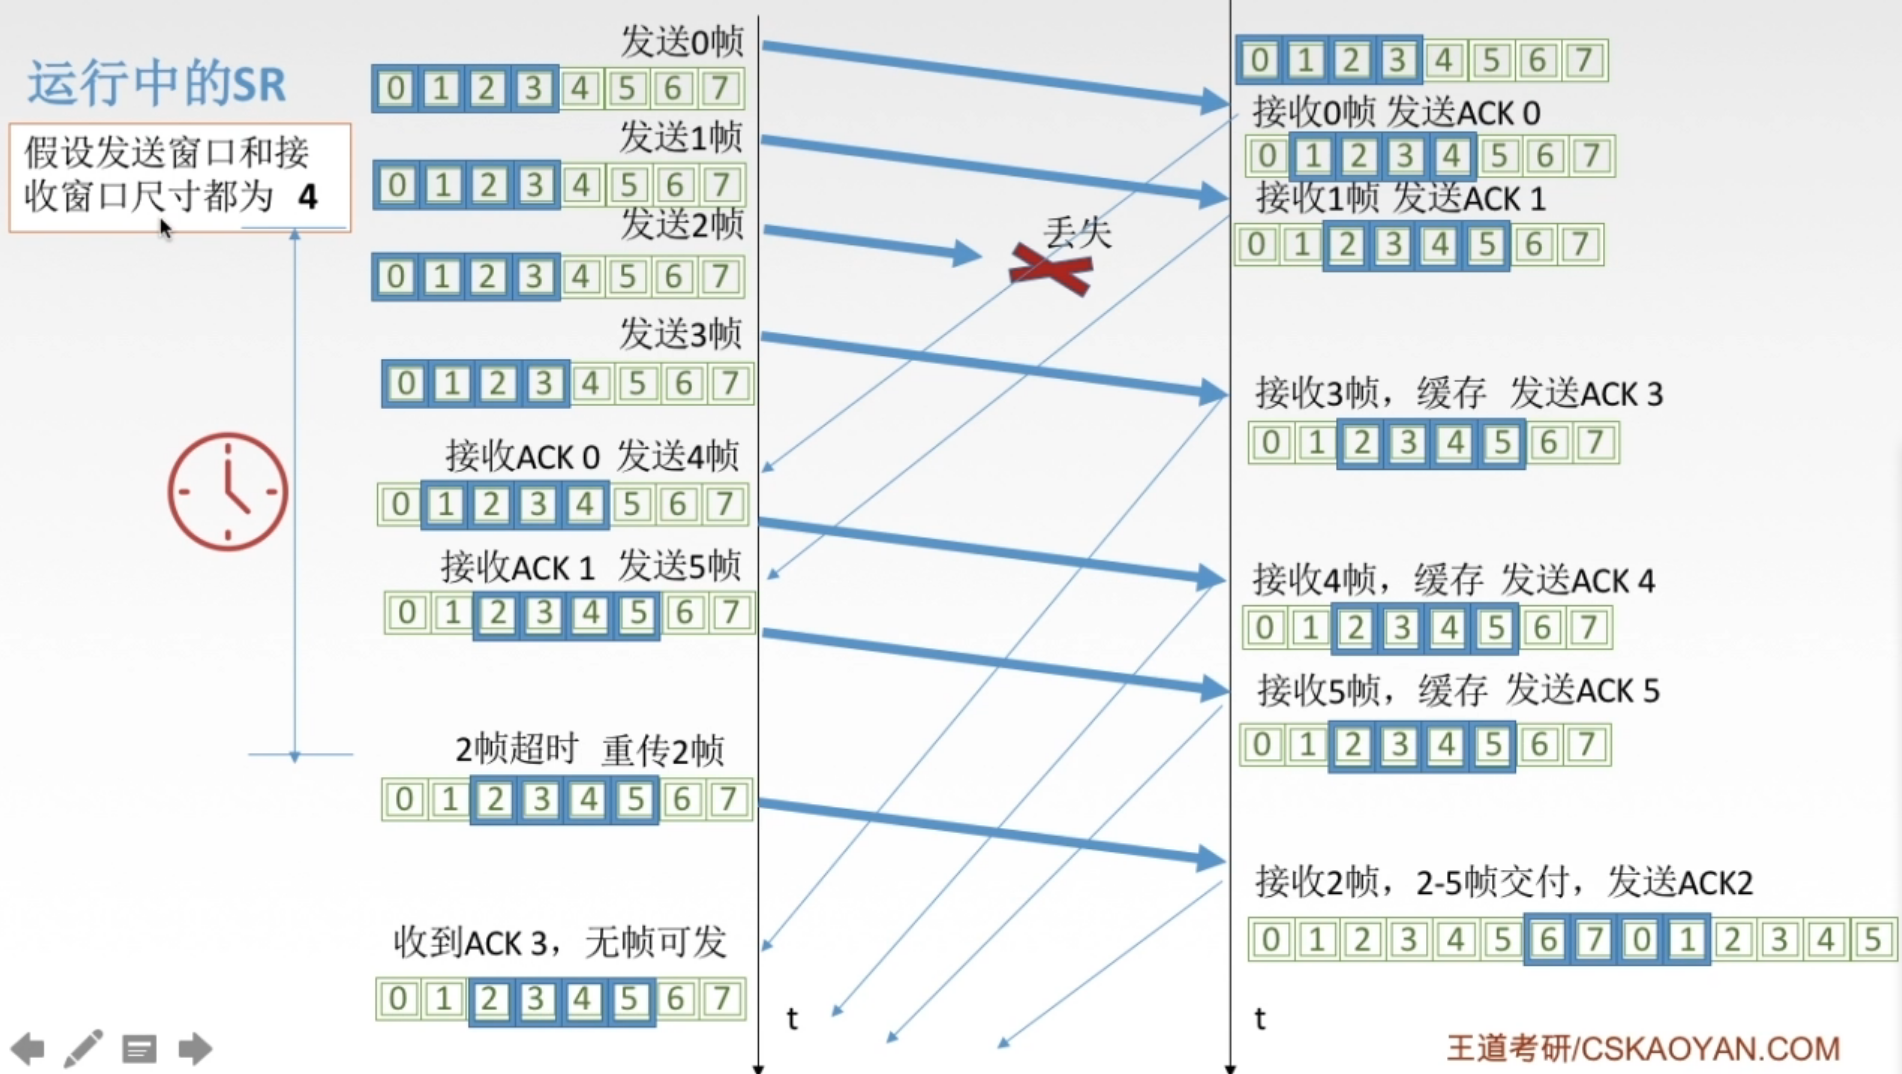 运行中的SR
假设发送窗口和接
收窗口尺寸都为 4
发送0帧
0 1 2 3 4 5 6 7
发送1帧
0 1 2 3 4 5 6 7
发送2帧
0 1 2 3 4 5 6 7
发送3帧
0 1 2 3 4 5 6 7
接收ACK 0 发送4帧
0 1 2 3 4 5 6 7
接收ACK 1 发送5帧
0 1 2 3 4 5 6 7
2帧超时 重传2帧
0 1 2 3 4 5 6 7
收到ACK 3，无帧可发
0 1 2 3 4 5 6 7
丢失
t
0 1 2 3 4 5 6 7
接收0帧 发送ACK 0
0 1 2 3 4 5 6 7
接收1帧 发送ACK 1
0 1 2 3 4 5 6 7
接收3帧，缓存 发送ACK 3
0 1 2 3 4 5 6 7
接收4帧，缓存 发送ACK 4
0 1 2 3 4 5 6 7
接收5帧，缓存 发送ACK 5
0 1 2 3 4 5 6 7
接收2帧，2-5帧交付，发送ACK2
0 1 2 3 4 5 6 7 0 1 2 3 4 5
t
王道考研/CSKAOYAN.COM